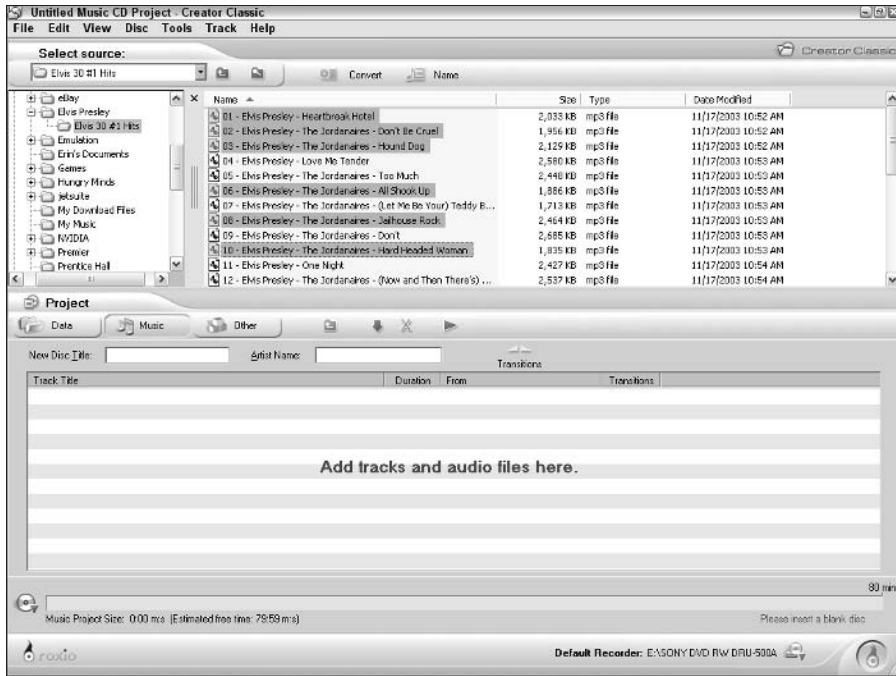 Untitled Music CD Project - Creator Classic
File Edit View Disc Tools Track Help
Select source:
Creator Classic
Elvis 30 #1 Hits
Convert
Name
eBay
Elvis Presley
Elvis 30 #1 Hits
Emulation
Erin's Documents
Games
Hungry Minds
jetsuite
My Download Files
My Music
NVIDIA
Premier
Prentice Hall
Name Size Type Date Modified
01 - Elvis Presley - Heartbreak Hotel 2,033 KB mp3 file 11/17/2003 10:52 AM
02 - Elvis Presley - The Jordanaires - Don't Be Cruel 1,956 KB mp3 file 11/17/2003 10:52 AM
03 - Elvis Presley - The Jordanaires - Hound Dog 2,129 KB mp3 file 11/17/2003 10:52 AM
04 - Elvis Presley - Love Me Tender 2,580 KB mp3 file 11/17/2003 10:53 AM
05 - Elvis Presley - The Jordanaires - Too Much 2,448 KB mp3 file 11/17/2003 10:53 AM
06 - Elvis Presley - The Jordanaires - All Shook Up 1,886 KB mp3 file 11/17/2003 10:53 AM
07 - Elvis Presley - The Jordanaires - (Let Me Be Your) Teddy B... 1,713 KB mp3 file 11/17/2003 10:53 AM
08 - Elvis Presley - The Jordanaires - Jailhouse Rock 2,464 KB mp3 file 11/17/2003 10:53 AM
09 - Elvis Presley - The Jordanaires - Don't 2,685 KB mp3 file 11/17/2003 10:53 AM
10 - Elvis Presley - The Jordanaires - Hard Headed Woman 1,835 KB mp3 file 11/17/2003 10:53 AM
11 - Elvis Presley - One Night 2,427 KB mp3 file 11/17/2003 10:54 AM
12 - Elvis Presley - The Jordanaires - (Now and Then There's) ... 2,537 KB mp3 file 11/17/2003 10:54 AM
Project
Data Music Other
New Disc Title: Artist Name: Transitions
Track Title Duration From Transitions
Add tracks and audio files here.
80 min
Music Project Size: 0:00 m:s (Estimated free time: 79:59 m:s) Please insert a blank disc
roxio
Default Recorder: E:\SONY DVD RW DRU-500A